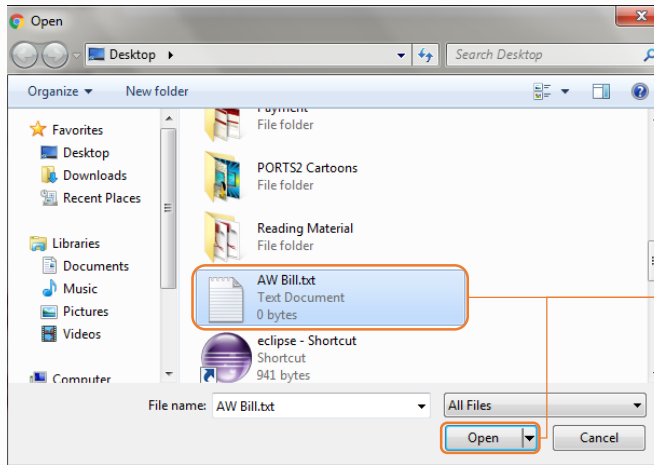 Open
Desktop
Search Desktop
Organize
New folder
Favorites
Desktop
Downloads
Recent Places
Libraries
Documents
Music
Pictures
Videos
Computer
Payment
File folder
PORTS2 Cartoons
File folder
Reading Material
File folder
AW Bill.txt
Text Document
0 bytes
eclipse - Shortcut
Shortcut
941 bytes
File name: AW Bill.txt
All Files
Open
Cancel